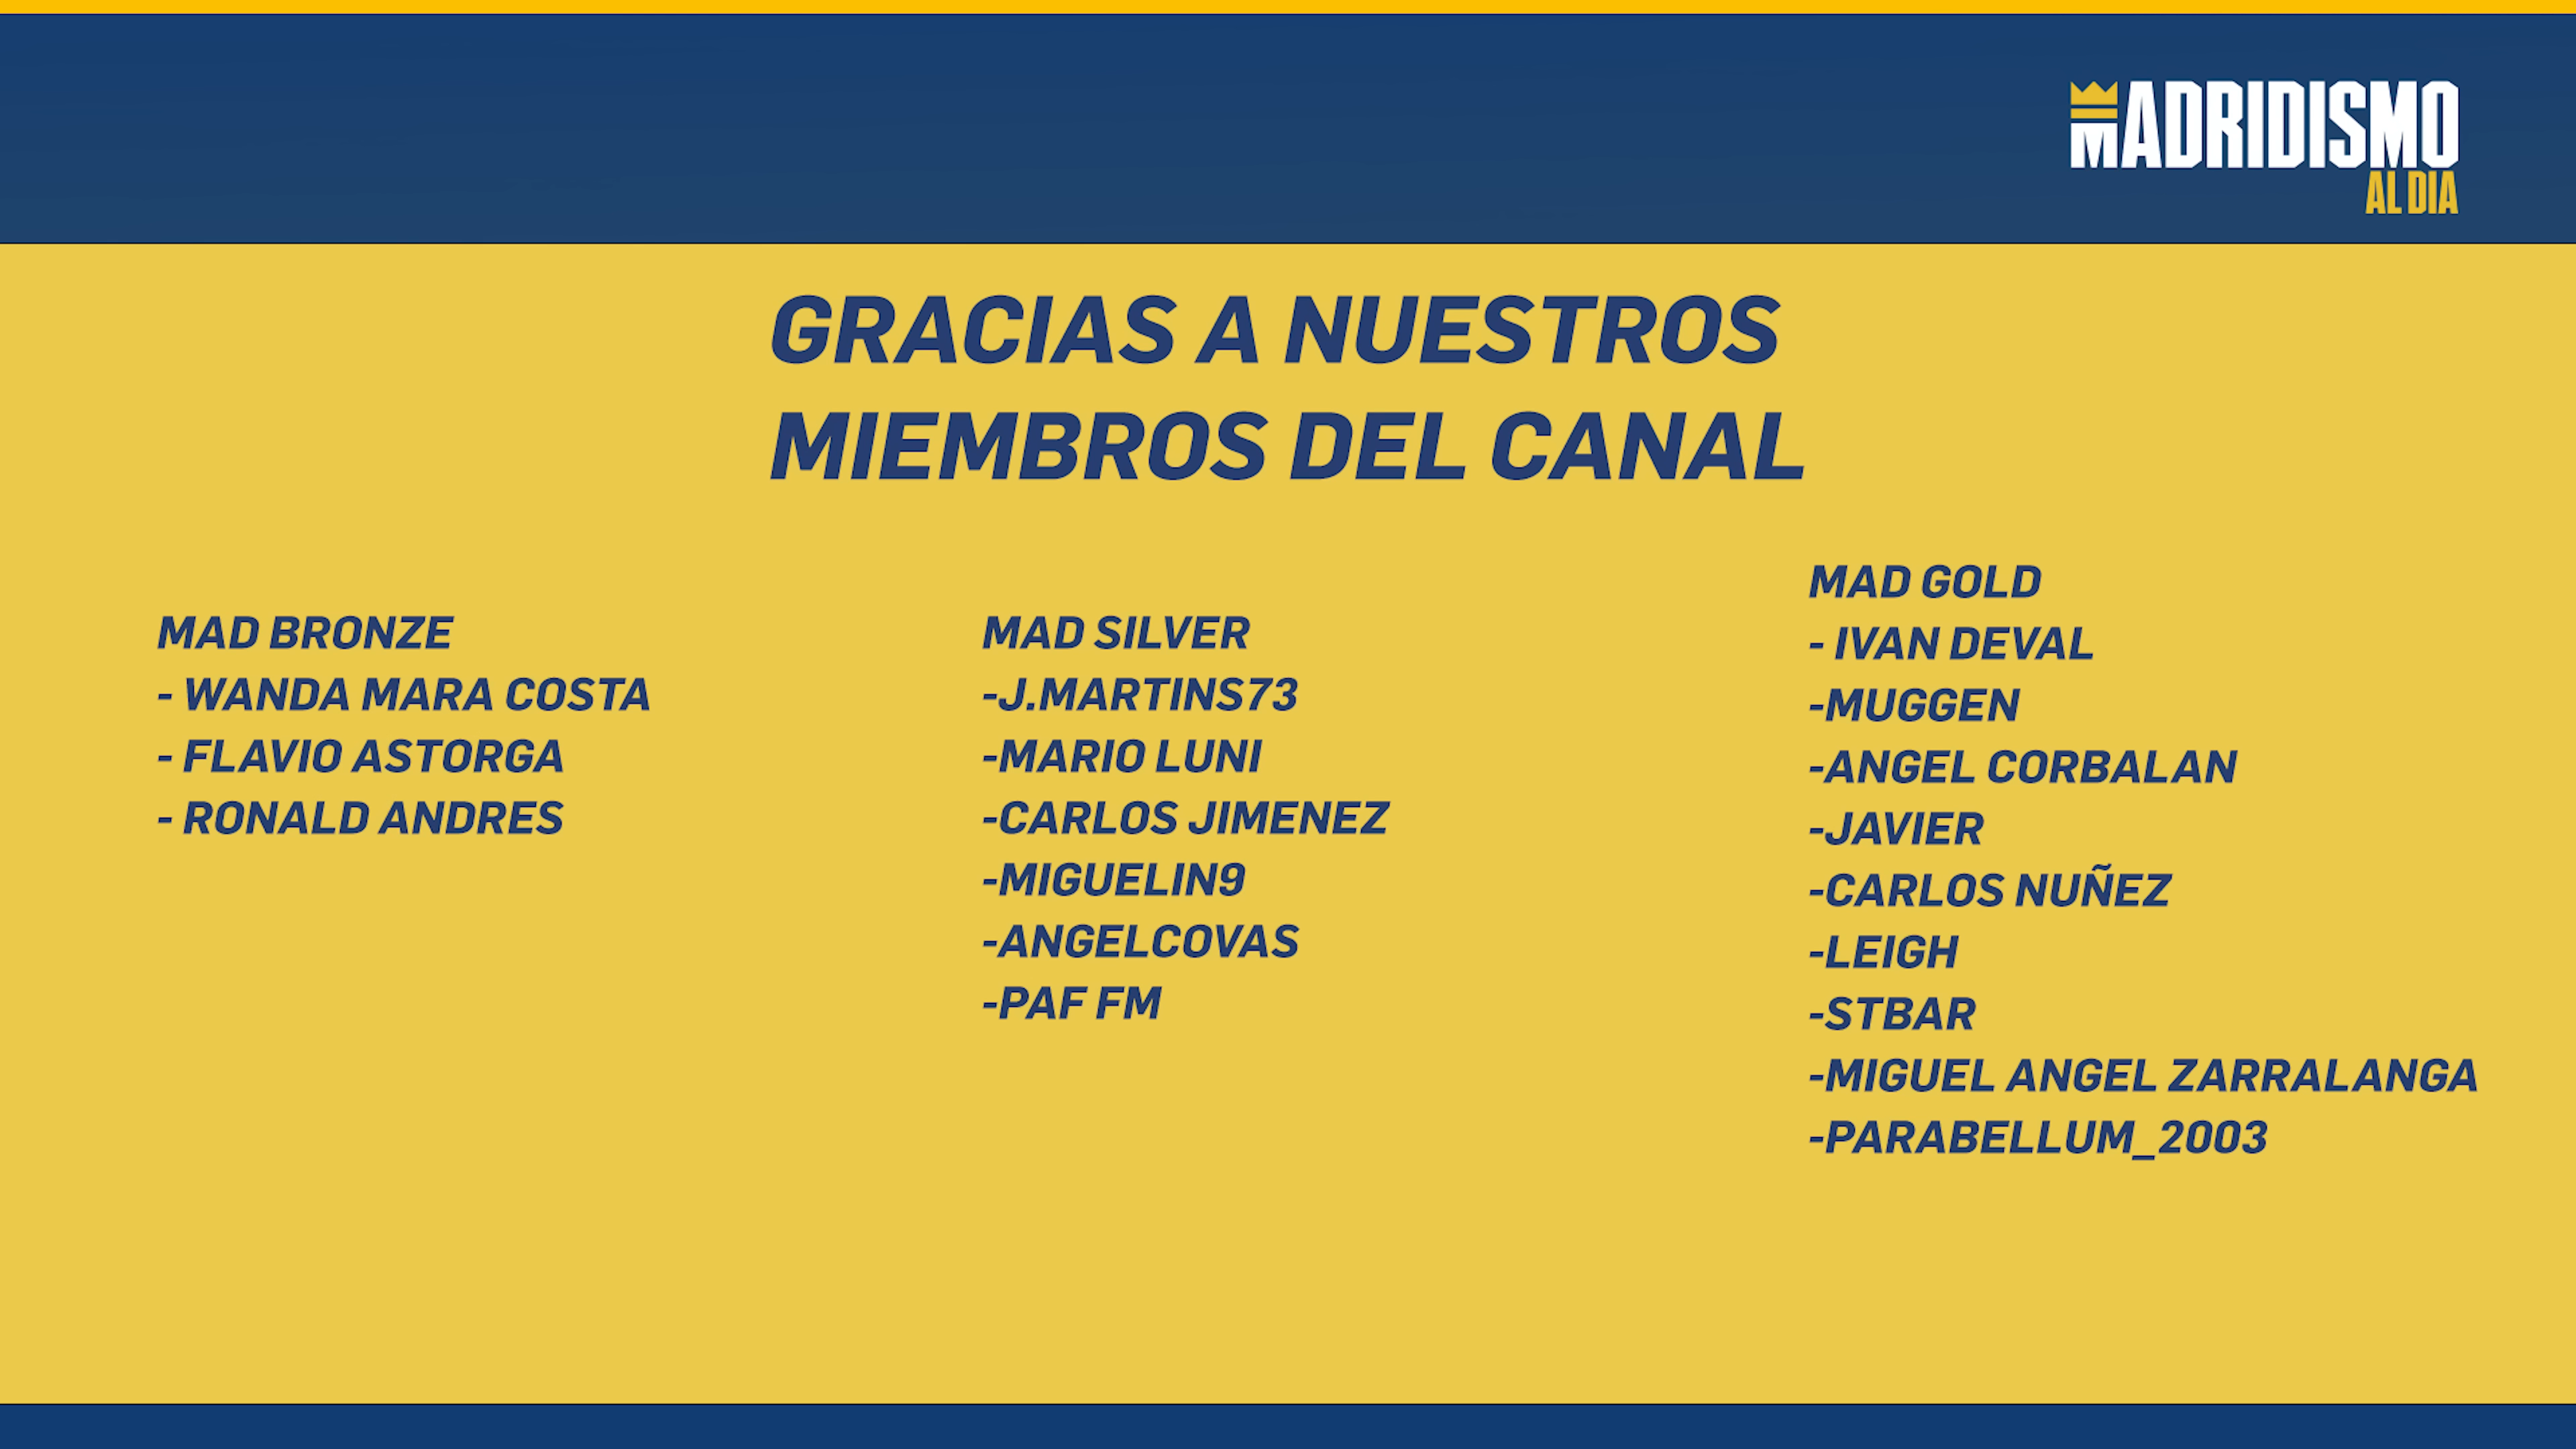 MADRIDISMO
AL DIA
GRACIAS A NUESTROS
MIEMBROS DEL CANAL
MAD BRONZE
- WANDA MARA COSTA
- FLAVIO ASTORGA
- RONALD ANDRES
MAD SILVER
-J.MARTINS73
-MARIO LUNI
-CARLOS JIMENEZ
-MIGUELIN9
-ANGELCOVAS
-PAF FM
MAD GOLD
- IVAN DEVAL
-MUGGEN
-ANGEL CORBALAN
-JAVIER
-CARLOS NUÑEZ
-LEIGH
-STBAR
-MIGUEL ANGEL ZARRALANGA
-PARABELLUM_2003